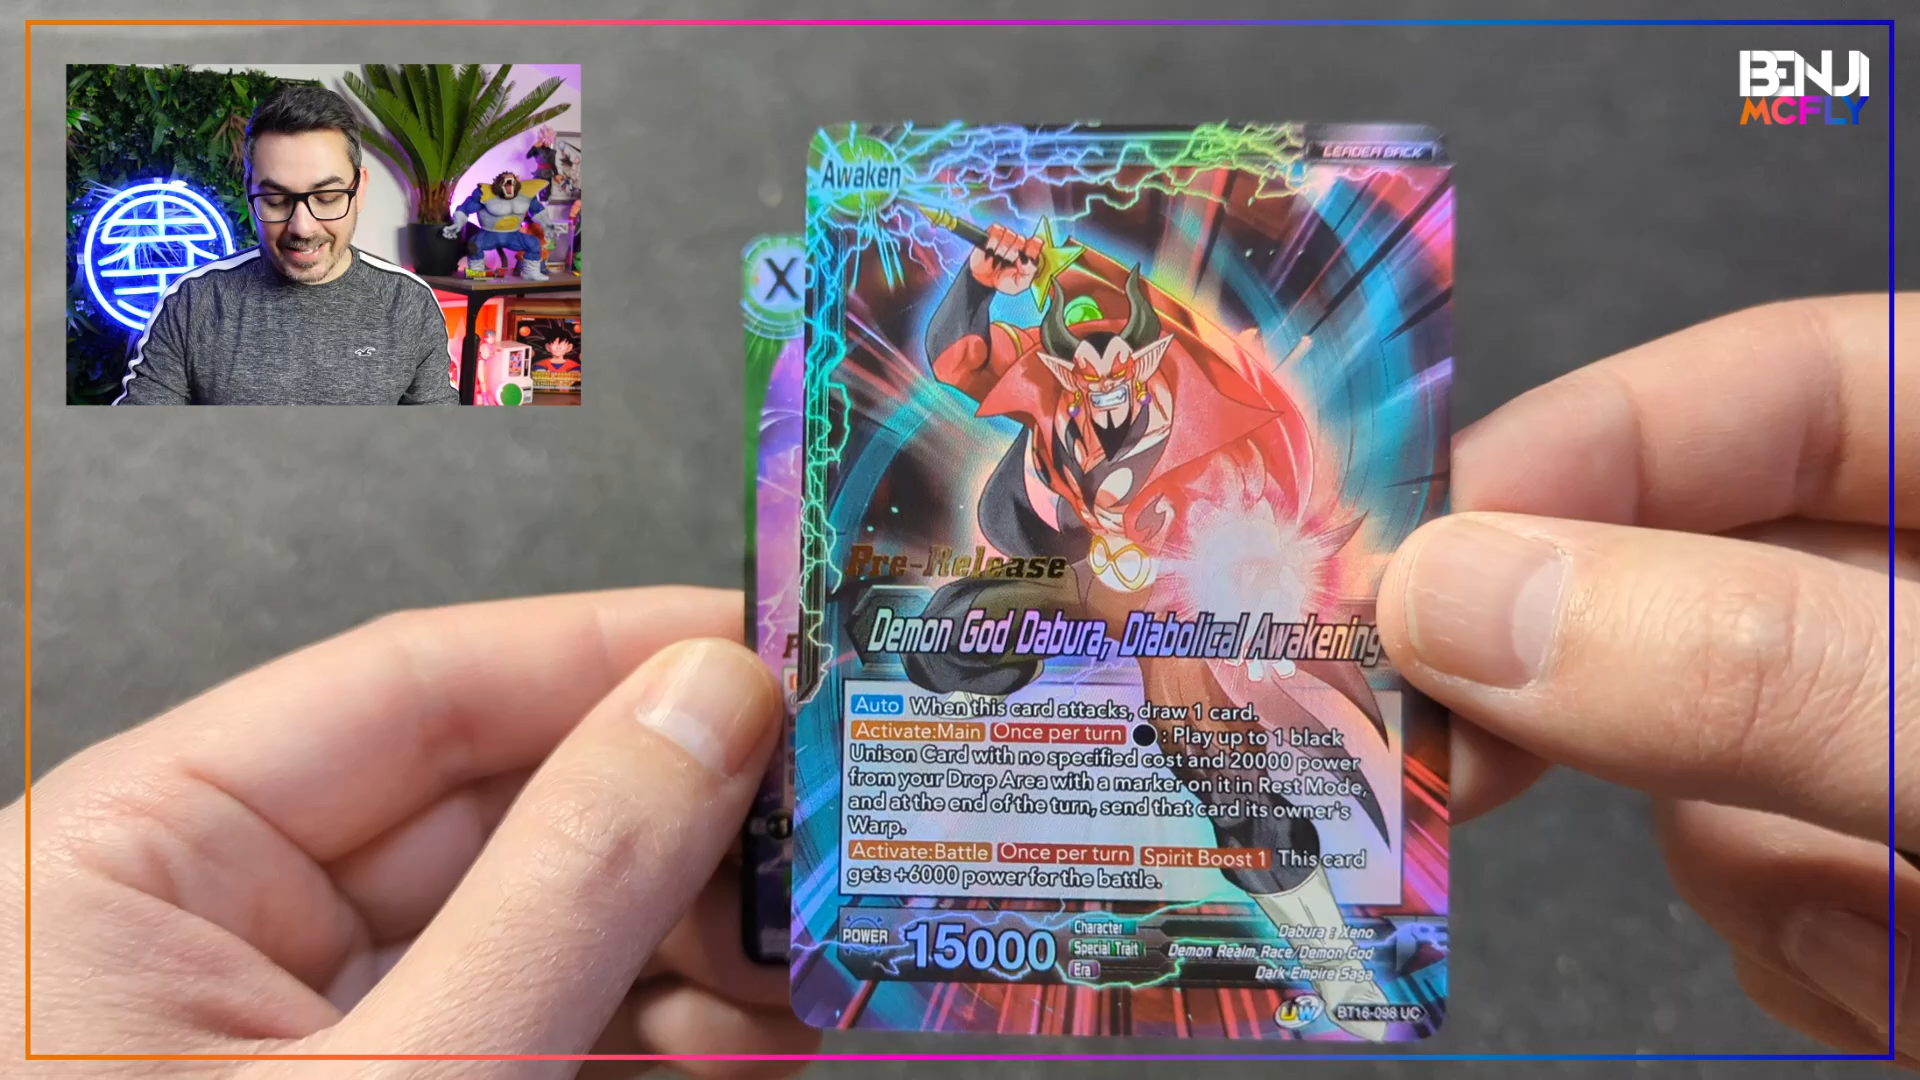 BENJI
MCFLY
Awaken
LEADER BACK
X
Pre-Release
Demon God Dabura, Diabolical Awakening
Auto When this card attacks, draw 1 card.
Activate:Main Once per turn : Play up to 1 black
Unison Card with no specified cost and 20000 power
from your Drop Area with a marker on it in Rest Mode,
and at the end of the turn, send that card its owner's
Warp.
Activate:Battle Once per turn Spirit Boost 1 This card
gets +6000 power for the battle.
POWER 15000
Character Dabura : Xeno
Special Trait Demon Realm Race/Demon God
Era Dark Empire Saga
UW BT16-098 UC